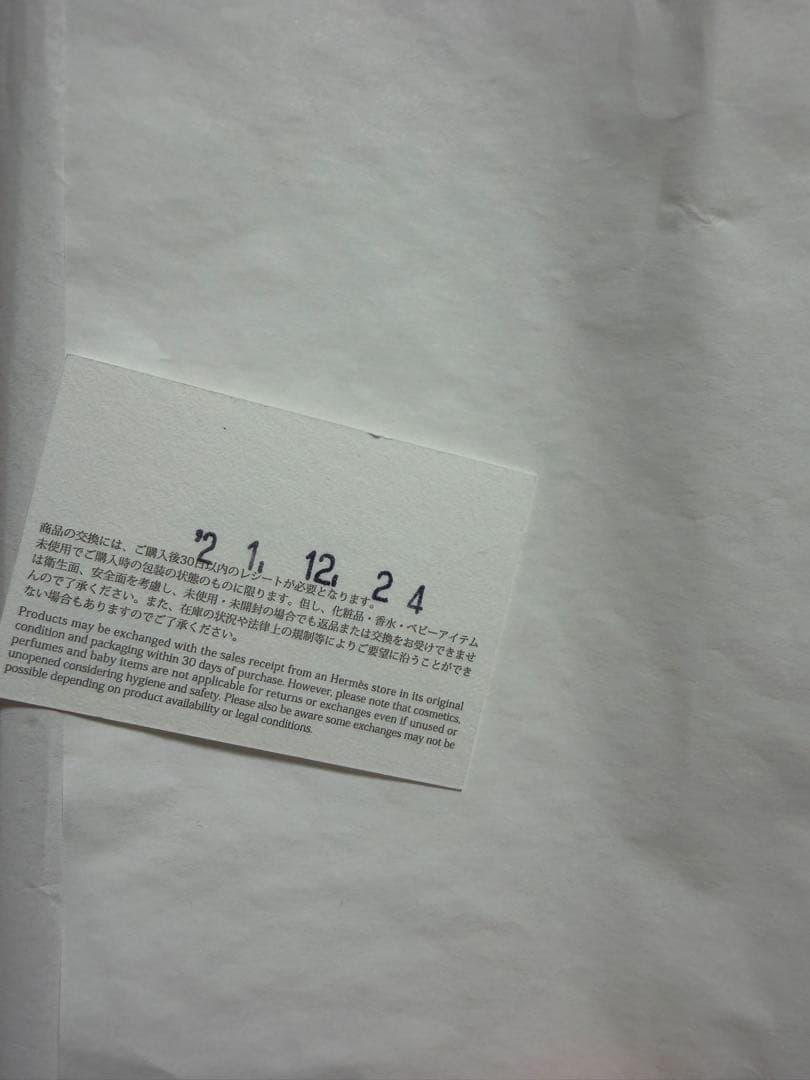 '21. 12. 24
商品の交換には、ご購入後30日以内のレシートが必要となります。
未使用でご購入時の包装の状態のものに限ります。但し、化粧品・香水・ベビーアイテム
は衛生面、安全面を考慮し、未使用・未開封の場合でも返品または交換をお受けできませ
んので了承ください。また、在庫の状況や法律上の規制等によりご要望に沿うことができ
ない場合もありますのでご了承ください。
Products may be exchanged with the sales receipt from an Hermès store in its original
condition and packaging within 30 days of purchase. However, please note that cosmetics,
perfumes and baby items are not applicable for returns or exchanges even if unused or
unopened considering hygiene and safety. Please also be aware some exchanges may not be
possible depending on product availability or legal conditions.